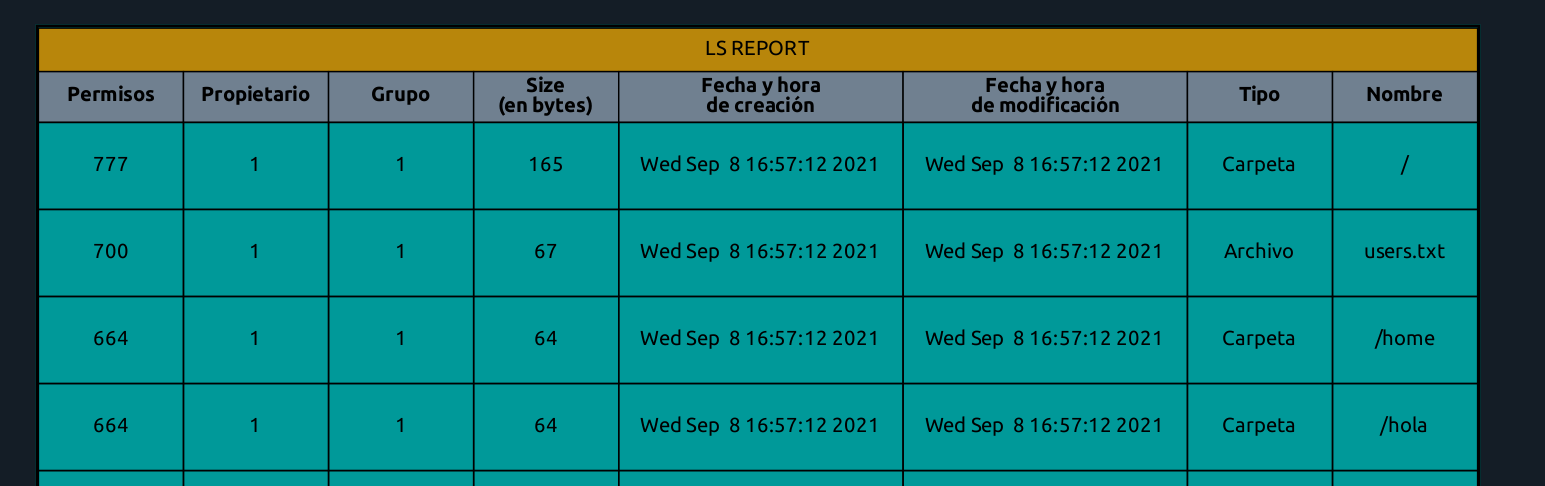 LS REPORT
Permisos Propietario Grupo Size (en bytes) Fecha y hora de creación Fecha y hora de modificación Tipo Nombre
777 1 1 165 Wed Sep  8 16:57:12 2021 Wed Sep  8 16:57:12 2021 Carpeta /
700 1 1 67 Wed Sep  8 16:57:12 2021 Wed Sep  8 16:57:12 2021 Archivo users.txt
664 1 1 64 Wed Sep  8 16:57:12 2021 Wed Sep  8 16:57:12 2021 Carpeta /home
664 1 1 64 Wed Sep  8 16:57:12 2021 Wed Sep  8 16:57:12 2021 Carpeta /hola